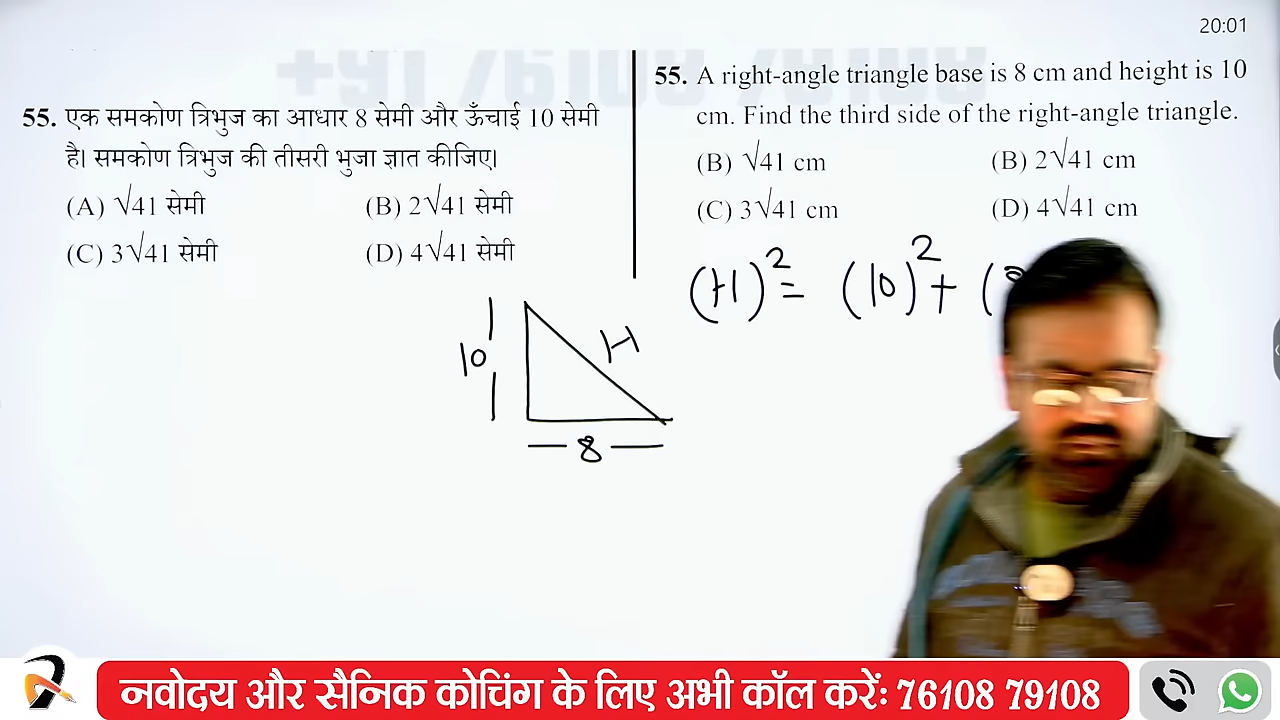 20:01
+91 76108 79108
55. एक समकोण त्रिभुज का आधार 8 सेमी और ऊँचाई 10 सेमी
है। समकोण त्रिभुज की तीसरी भुजा ज्ञात कीजिए।
(A) √41 सेमी (B) 2√41 सेमी
(C) 3√41 सेमी (D) 4√41 सेमी
55. A right-angle triangle base is 8 cm and height is 10
cm. Find the third side of the right-angle triangle.
(B) √41 cm (B) 2√41 cm
(C) 3√41 cm (D) 4√41 cm
(H)² = (10)² + (
10
H
8
नवोदय और सैनिक कोचिंग के लिए अभी कॉल करें: 76108 79108